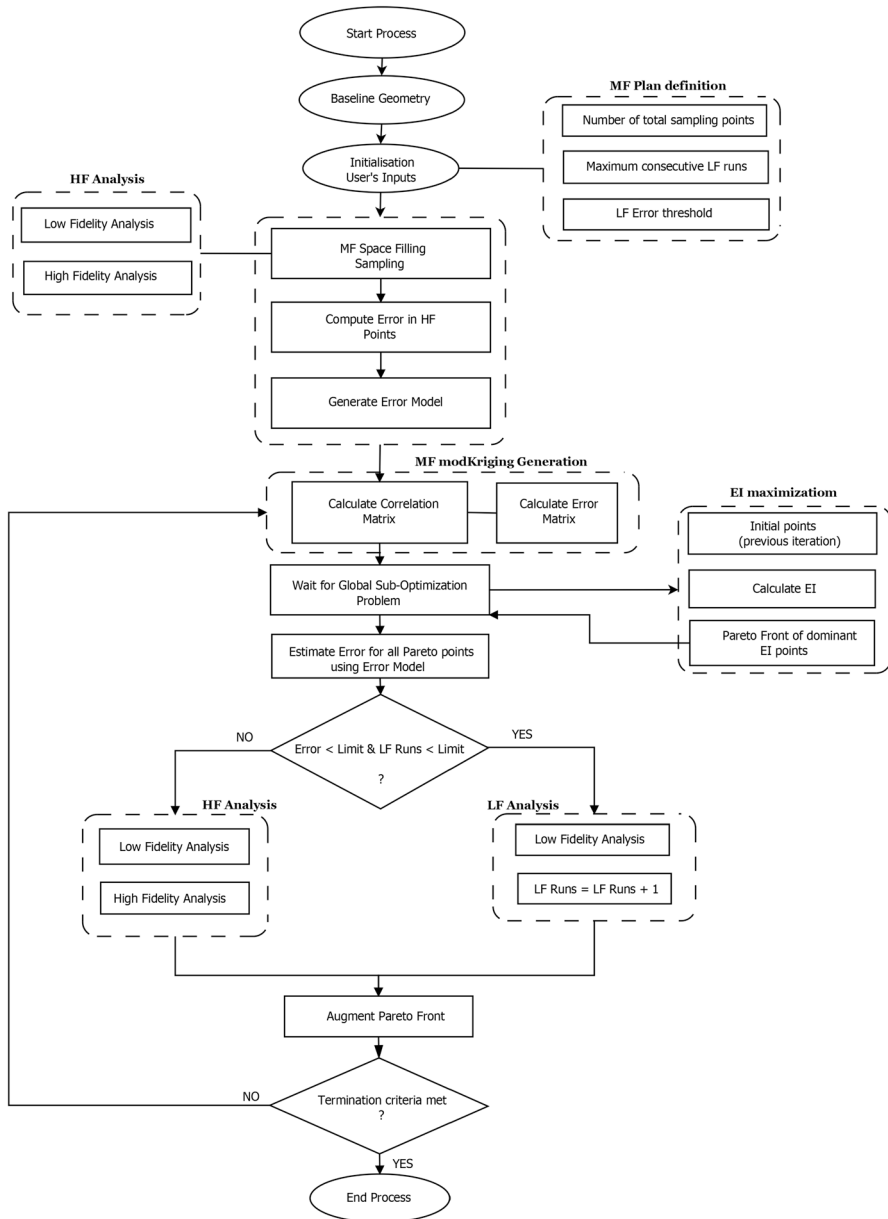 Start Process
Baseline Geometry
MF Plan definition
Number of total sampling points
Maximum consecutive LF runs
LF Error threshold
Initialisation
User's Inputs
HF Analysis
Low Fidelity Analysis
High Fidelity Analysis
MF Space Filling
Sampling
Compute Error in HF
Points
Generate Error Model
MF modKriging Generation
Calculate Correlation
Matrix
Calculate Error
Matrix
EI maximizatiom
Initial points
(previous iteration)
Calculate EI
Pareto Front of dominant
EI points
Wait for Global Sub-Optimization
Problem
Estimate Error for all Pareto points
using Error Model
NO
Error < Limit & LF Runs < Limit
?
YES
HF Analysis
Low Fidelity Analysis
High Fidelity Analysis
LF Analysis
Low Fidelity Analysis
LF Runs = LF Runs + 1
Augment Pareto Front
NO
Termination criteria met
?
YES
End Process